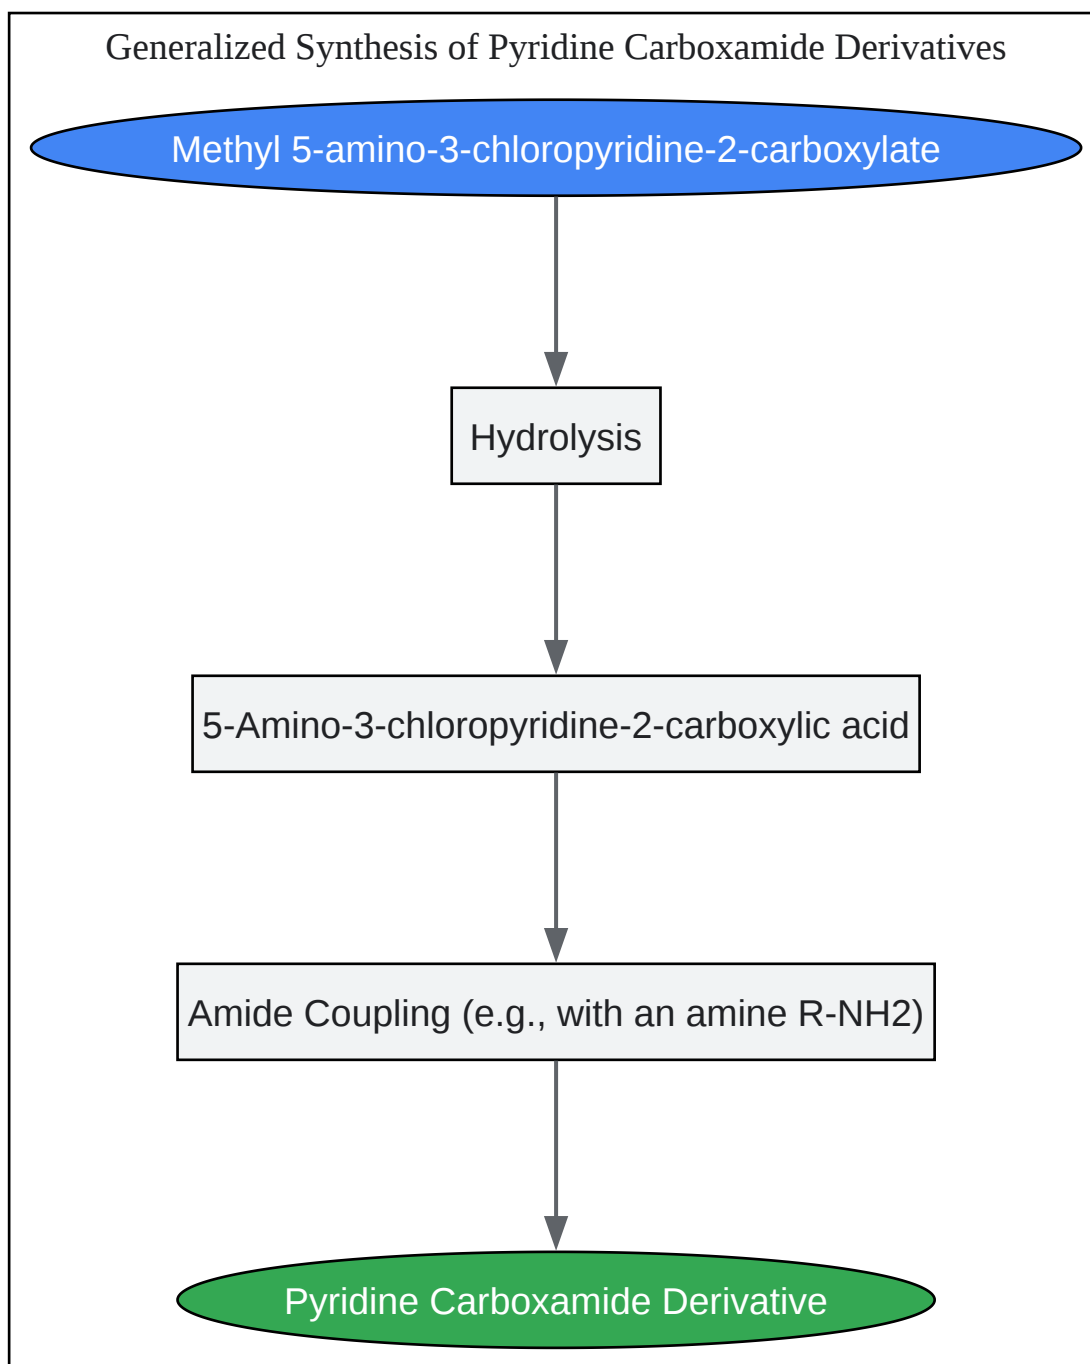 Generalized Synthesis of Pyridine Carboxamide Derivatives
Methyl 5-amino-3-chloropyridine-2-carboxylate
Hydrolysis
5-Amino-3-chloropyridine-2-carboxylic acid
Amide Coupling (e.g., with an amine R-NH2)
Pyridine Carboxamide Derivative